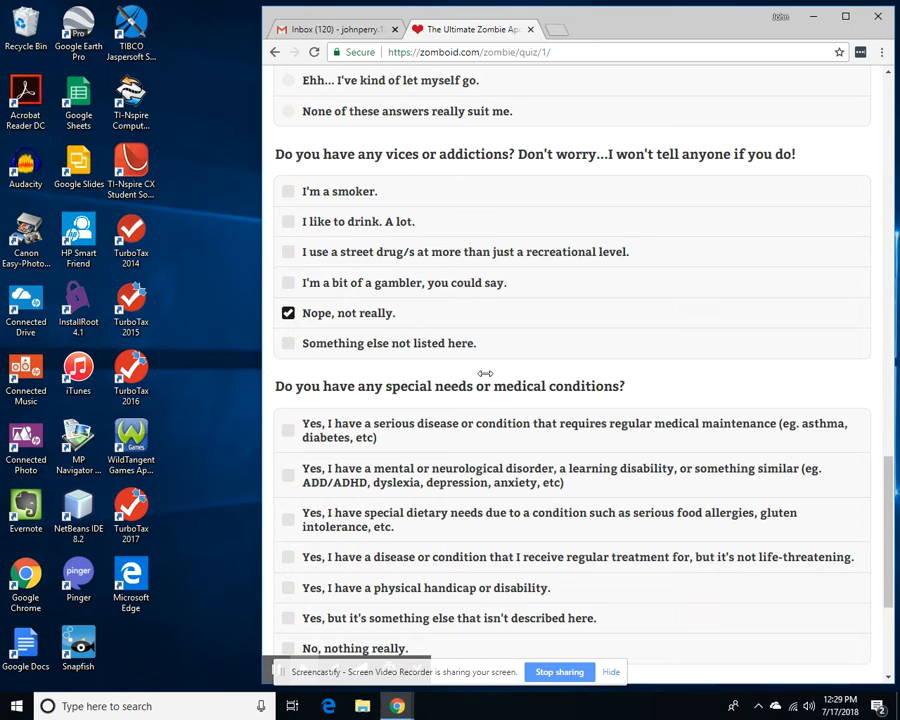 Recycle Bin
Google Earth
Pro
TIBCO
Jaspersoft S...
Acrobat
Reader DC
Google
Sheets
TI-Nspire
Comput...
Audacity
Google Slides
TI-Nspire CX
Student So...
Canon
Easy-Photo...
HP Smart
Friend
TurboTax
2014
Connected
Drive
InstallRoot
4.1
TurboTax
2015
Connected
Music
iTunes
TurboTax
2016
Connected
Photo
MP
Navigator ...
Games
WildTangent
Games Ap...
Evernote
NetBeans IDE
8.2
TurboTax
2017
Google
Chrome
Pinger
Microsoft
Edge
Google Docs
Snapfish
John
Inbox (120) - johnperry.1
The Ultimate Zombie Ap
Secure
https://zomboid.com/zombie/quiz/1/
Ehh... I've kind of let myself go.
None of these answers really suit me.
Do you have any vices or addictions? Don't worry...I won't tell anyone if you do!
I'm a smoker.
I like to drink. A lot.
I use a street drug/s at more than just a recreational level.
I'm a bit of a gambler, you could say.
Nope, not really.
Something else not listed here.
Do you have any special needs or medical conditions?
Yes, I have a serious disease or condition that requires regular medical maintenance (eg. asthma,
diabetes, etc)
Yes, I have a mental or neurological disorder, a learning disability, or something similar (eg.
ADD/ADHD, dyslexia, depression, anxiety, etc)
Yes, I have special dietary needs due to a condition such as serious food allergies, gluten
intolerance, etc.
Yes, I have a disease or condition that I receive regular treatment for, but it's not life-threatening.
Yes, I have a physical handicap or disability.
Yes, but it's something else that isn't described here.
No, nothing really.
Screencastify - Screen Video Recorder is sharing your screen.
Stop sharing
Hide
Type here to search
12:29 PM
7/17/2018
2